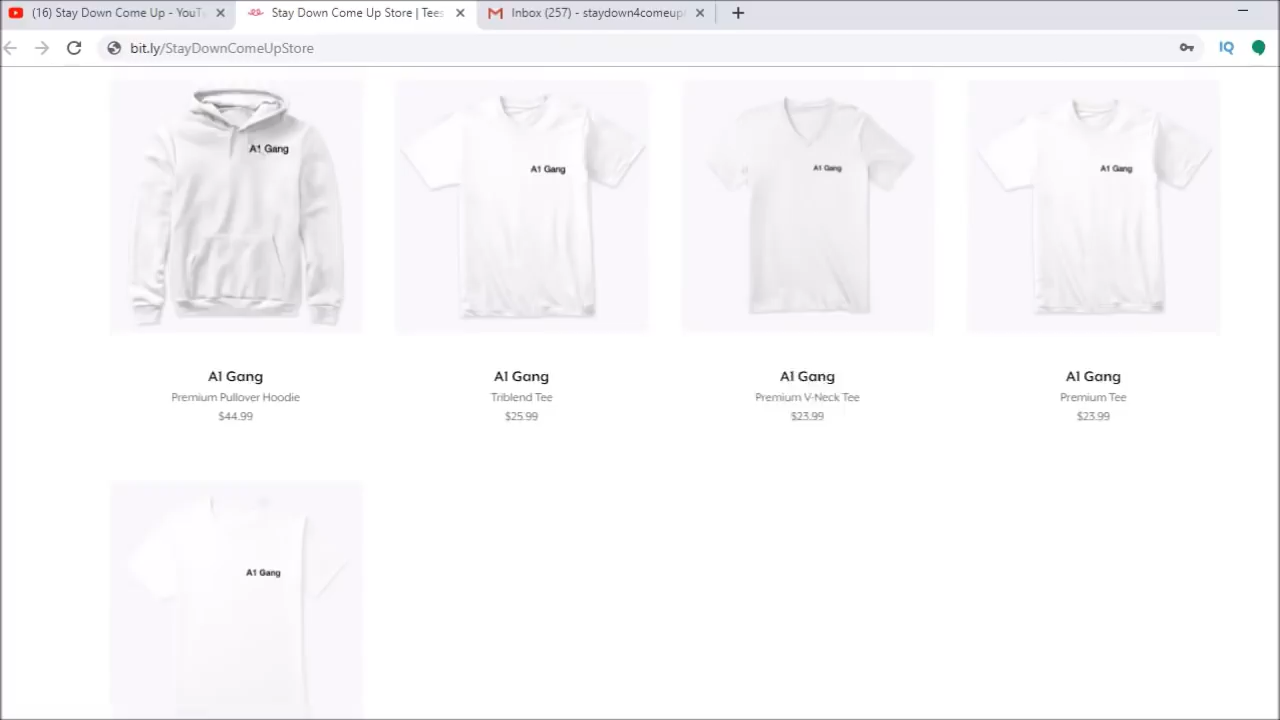 (16) Stay Down Come Up - YouT
Stay Down Come Up Store | Tees
Inbox (257) - staydown4comeup
bit.ly/StayDownComeUpStore
IQ
A1 Gang
A1 Gang
A1 Gang
A1 Gang
A1 Gang
A1 Gang
A1 Gang
A1 Gang
Premium Pullover Hoodie
Triblend Tee
Premium V-Neck Tee
Premium Tee
$44.99
$25.99
$23.99
$23.99
A1 Gang